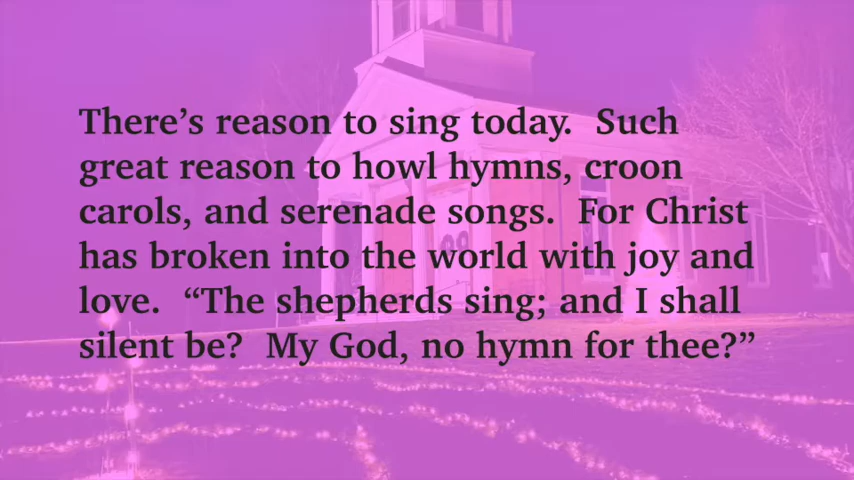 There’s reason to sing today.  Such
great reason to howl hymns, croon
carols, and serenade songs.  For Christ
has broken into the world with joy and
love.  “The shepherds sing; and I shall
silent be?  My God, no hymn for thee?”